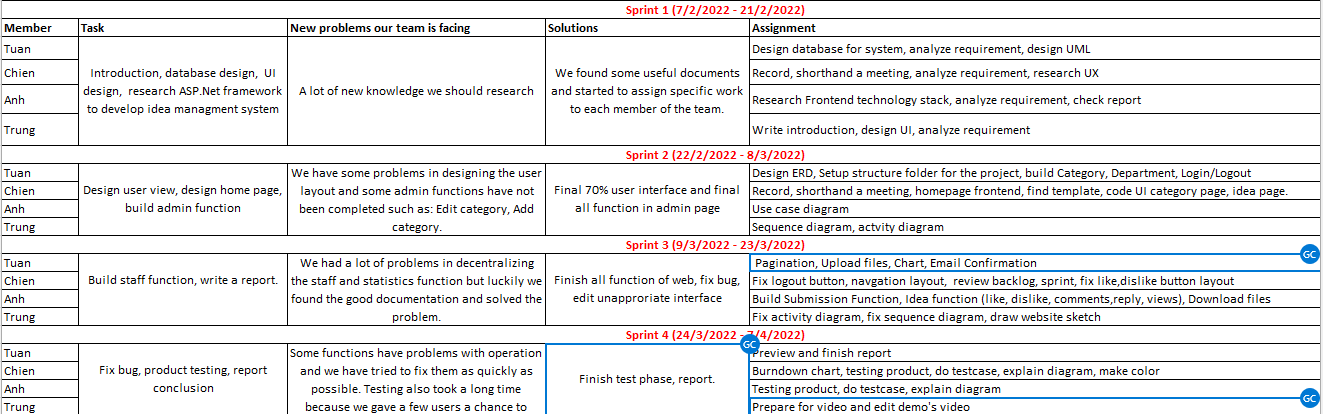 Sprint 1 (7/2/2022 - 21/2/2022)
Member Task New problems our team is facing Solutions Assignment
Tuan
Chien
Anh
Trung
Introduction, database design, UI
design, research ASP.Net framework
to develop idea managment system
A lot of new knowledge we should research
We found some useful documents
and started to assign specific work
to each member of the team.
Design database for system, analyze requirement, design UML
Record, shorthand a meeting, analyze requirement, research UX
Research Frontend technology stack, analyze requirement, check report
Write introduction, design UI, analyze requirement
Sprint 2 (22/2/2022 - 8/3/2022)
Tuan
Chien
Anh
Trung
Design user view, design home page,
build admin function
We have some problems in designing the user
layout and some admin functions have not
been completed such as: Edit category, Add
category.
Final 70% user interface and final
all function in admin page
Design ERD, Setup structure folder for the project, build Category, Department, Login/Logout
Record, shorthand a meeting, homepage frontend, find template, code UI category page, idea page.
Use case diagram
Sequence diagram, actvity diagram
Sprint 3 (9/3/2022 - 23/3/2022)
Tuan
Chien
Anh
Trung
Build staff function, write a report.
We had a lot of problems in decentralizing
the staff and statistics function but luckily we
found the good documentation and solved the
problem.
Finish all function of web, fix bug,
edit unapproriate interface
GC
Pagination, Upload files, Chart, Email Confirmation
Fix logout button, navgation layout, review backlog, sprint, fix like,dislike button layout
Build Submission Function, Idea function (like, dislike, comments,reply, views), Download files
Fix activity diagram, fix sequence diagram, draw website sketch
Sprint 4 (24/3/2022 - 7/4/2022)
Tuan
Chien
Anh
Trung
Fix bug, product testing, report
conclusion
Some functions have problems with operation
and we have tried to fix them as quickly as
possible. Testing also took a long time
because we gave a few users a chance to
GC
Finish test phase, report.
Preview and finish report
Burndown chart, testing product, do testcase, explain diagram, make color
Testing product, do testcase, explain diagram
GC
Prepare for video and edit demo's video